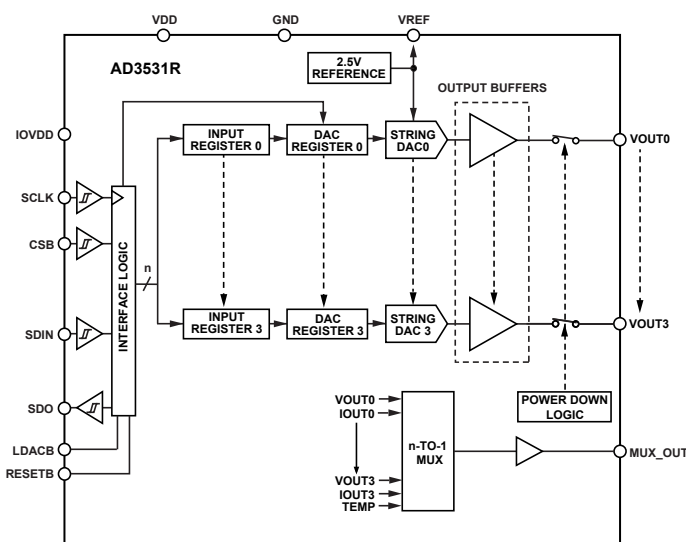 VDD
GND
VREF
AD3531R
2.5V
REFERENCE
OUTPUT BUFFERS
IOVDD
INPUT
REGISTER 0
DAC
REGISTER 0
STRING
DAC0
VOUT0
SCLK
CSB
INTERFACE LOGIC
n
SDIN
INPUT
REGISTER 3
DAC
REGISTER 3
STRING
DAC 3
VOUT3
SDO
POWER DOWN
LOGIC
VOUT0
IOUT0
n-TO-1
MUX
VOUT3
IOUT3
TEMP
MUX_OUT
LDACB
RESETB